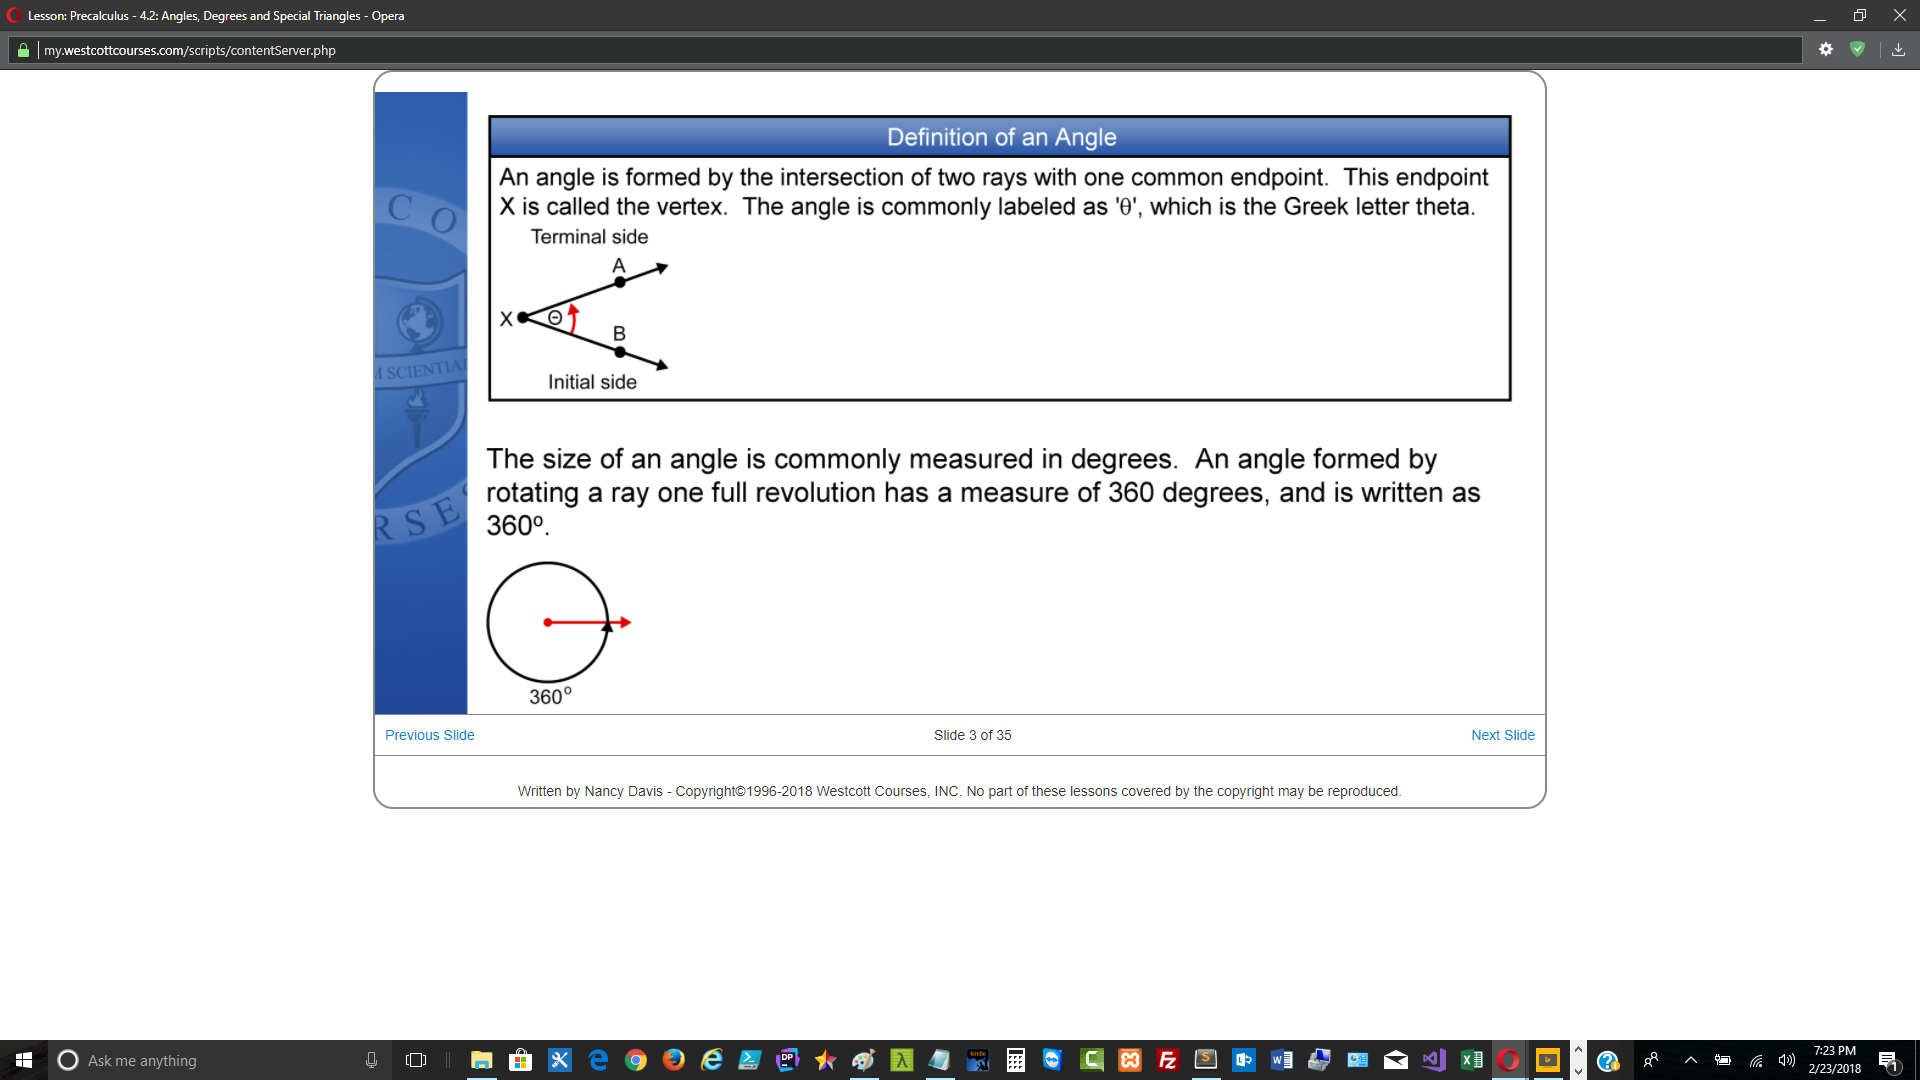 Lesson: Precalculus - 4.2: Angles, Degrees and Special Triangles - Opera
my.westcottcourses.com/scripts/contentServer.php
Definition of an Angle
An angle is formed by the intersection of two rays with one common endpoint.  This endpoint
X is called the vertex.  The angle is commonly labeled as 'θ', which is the Greek letter theta.
Terminal side
A
X
Θ
B
Initial side
C O
M SCIENTIA
R S E
The size of an angle is commonly measured in degrees.  An angle formed by
rotating a ray one full revolution has a measure of 360 degrees, and is written as
360º.
360º
Previous Slide
Slide 3 of 35
Next Slide
Written by Nancy Davis - Copyright©1996-2018 Westcott Courses, INC. No part of these lessons covered by the copyright may be reproduced.
Ask me anything
7:23 PM
2/23/2018
1